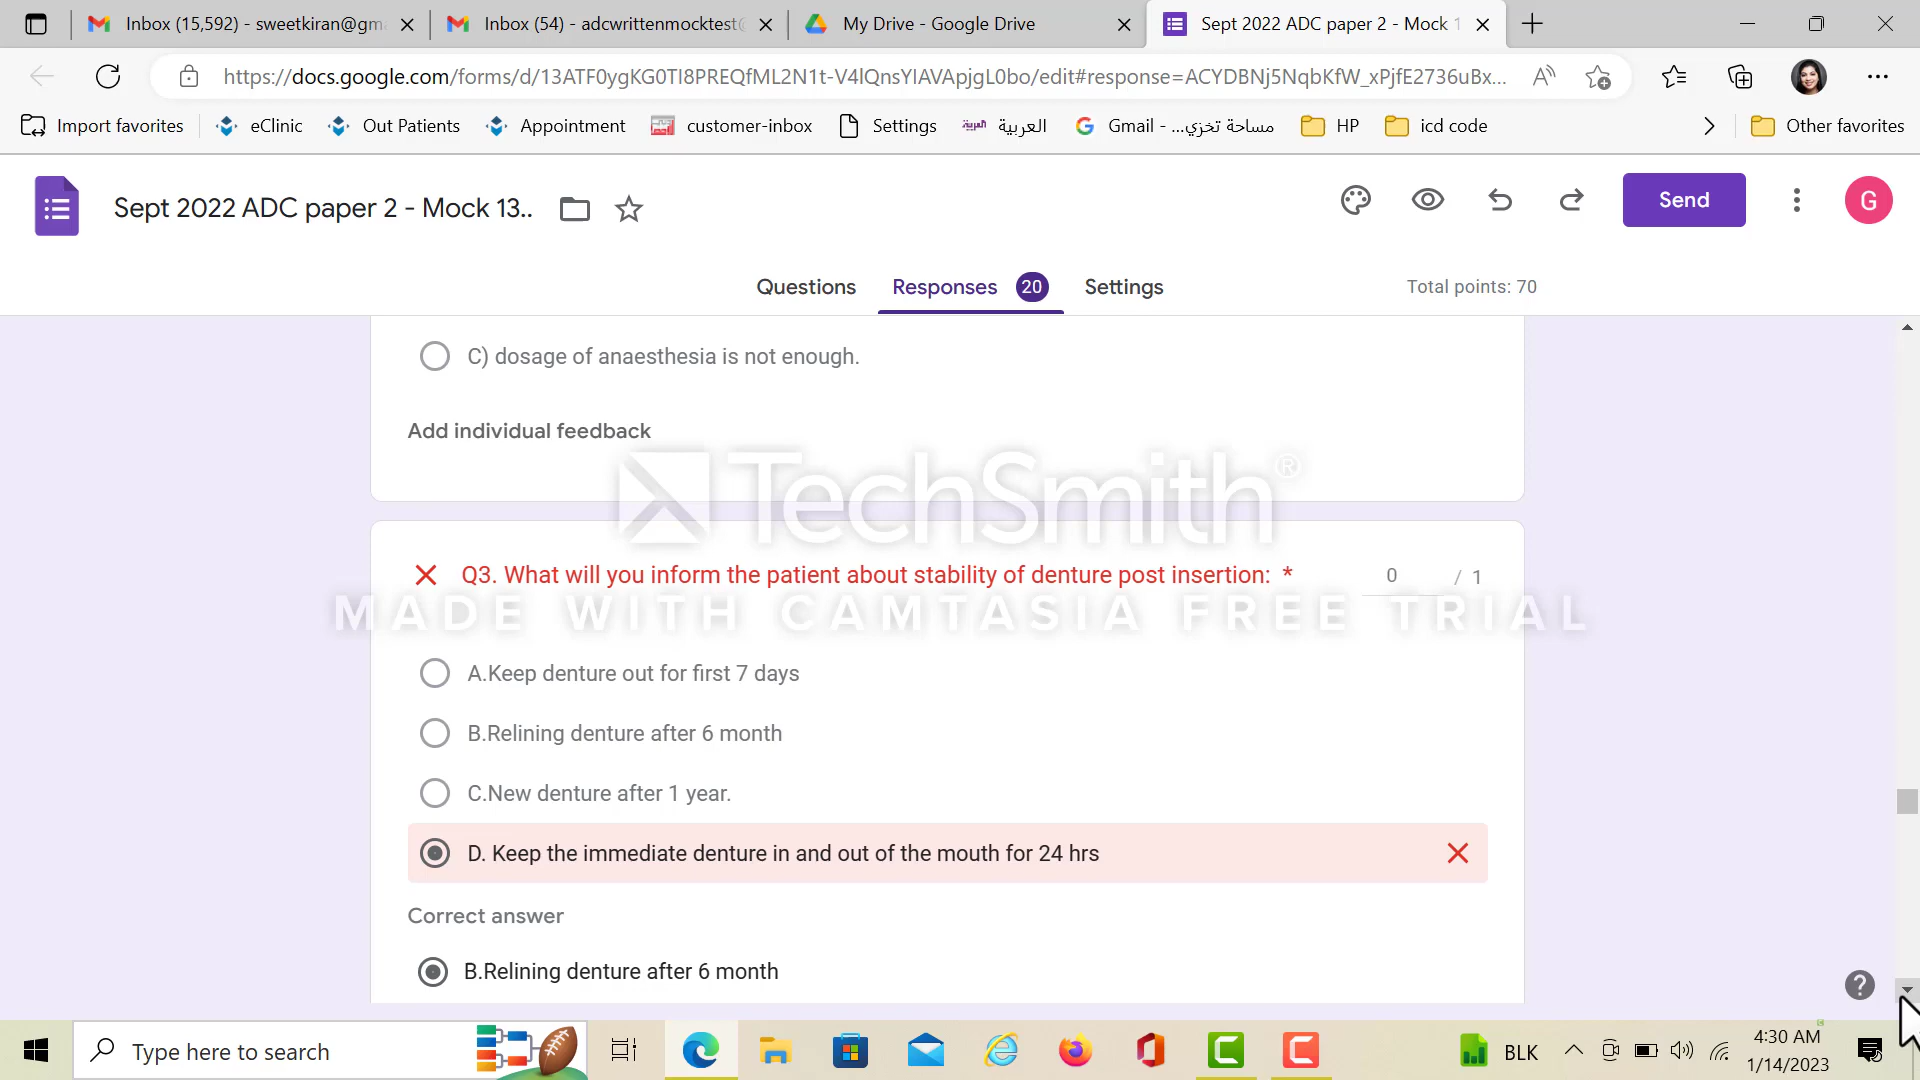 Inbox (15,592) - sweetkiran@gm
Inbox (54) - adcwrittenmocktest@
My Drive - Google Drive
Sept 2022 ADC paper 2 - Mock 1
https://docs.google.com/forms/d/13ATF0ygKG0TI8PREQfML2N1t-V4lQnsYIAVApjgL0bo/edit#response=ACYDBNj5NqbKfW_xPjfE2736uBx...
Import favorites
eClinic
Out Patients
Appointment
customer-inbox
Settings
العربية
Gmail - ...مساحة تخزي
HP
icd code
Other favorites
Sept 2022 ADC paper 2 - Mock 13..
Send
G
Questions
Responses 20
Settings
Total points: 70
C) dosage of anaesthesia is not enough.
Add individual feedback
TechSmith®
Q3. What will you inform the patient about stability of denture post insertion: *
0 / 1
MADE WITH CAMTASIA FREE TRIAL
A.Keep denture out for first 7 days
B.Relining denture after 6 month
C.New denture after 1 year.
D. Keep the immediate denture in and out of the mouth for 24 hrs
Correct answer
B.Relining denture after 6 month
Type here to search
BLK
4:30 AM
1/14/2023